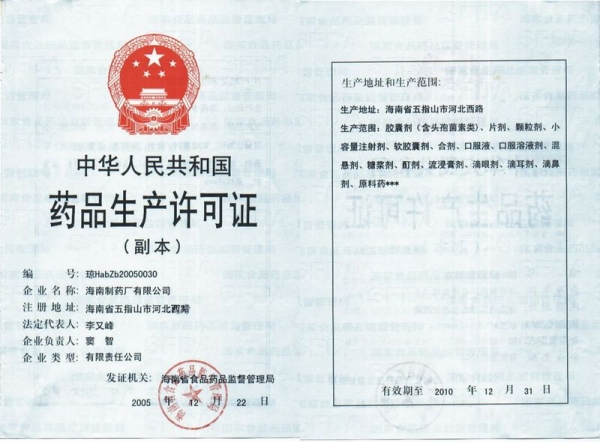 中华人民共和国
药品生产许可证
(副本)
编号：琼HabZb20050030
企业名称：海南制药厂有限公司
注册地址：海南省五指山市河北西路
法定代表人：李又峰
企业负责人：窦 智
企业类型：有限责任公司
发证机关：海南省食品药品监督管理局
2005 年 12 月 22 日
生产地址和生产范围:
生产地址：海南省五指山市河北西路
生产范围：胶囊剂（含头孢菌素类）、片剂、颗粒剂、小
容量注射剂、软胶囊剂、合剂、口服液、口服溶液剂、混
悬剂、糖浆剂、酊剂、流浸膏剂、滴眼剂、滴耳剂、滴鼻
剂、原料药***
有效期至 2010 年 12 月 31 日